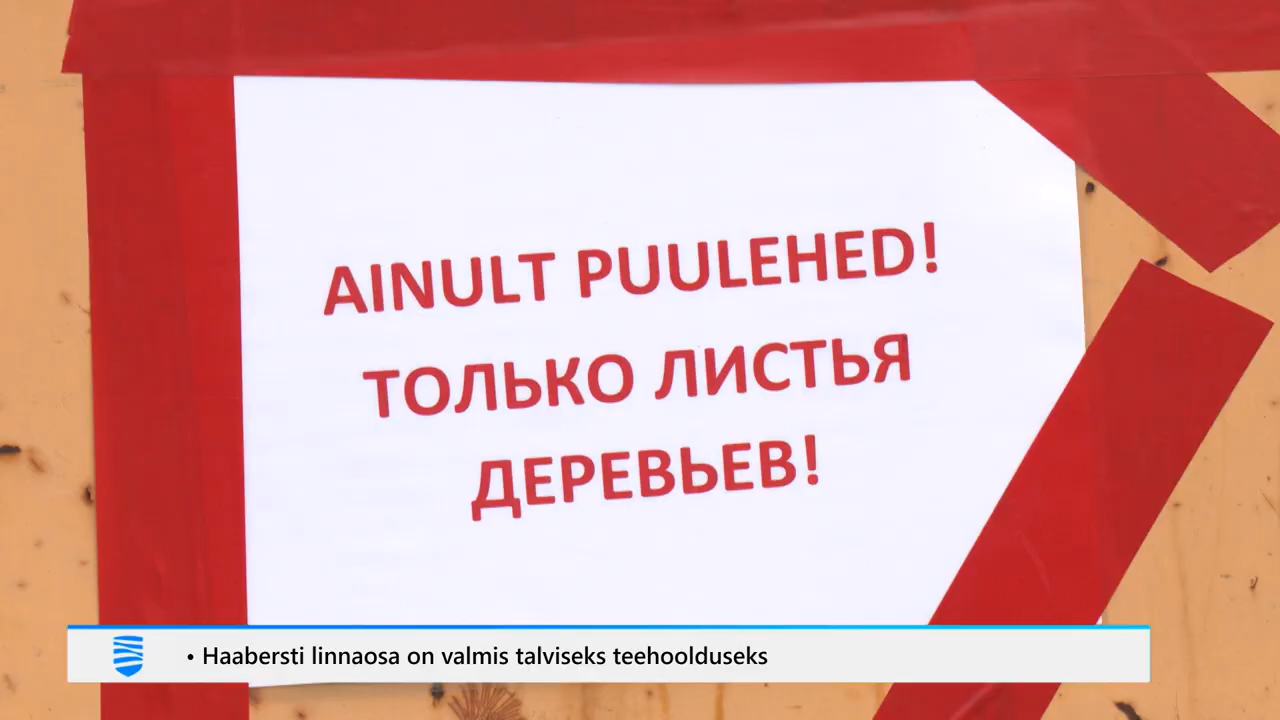 AINULT PUULEHED!
ТОЛЬКО ЛИСТЬЯ
ДЕРЕВЬЕВ!
• Haabersti linnaosa on valmis talviseks teehoolduseks